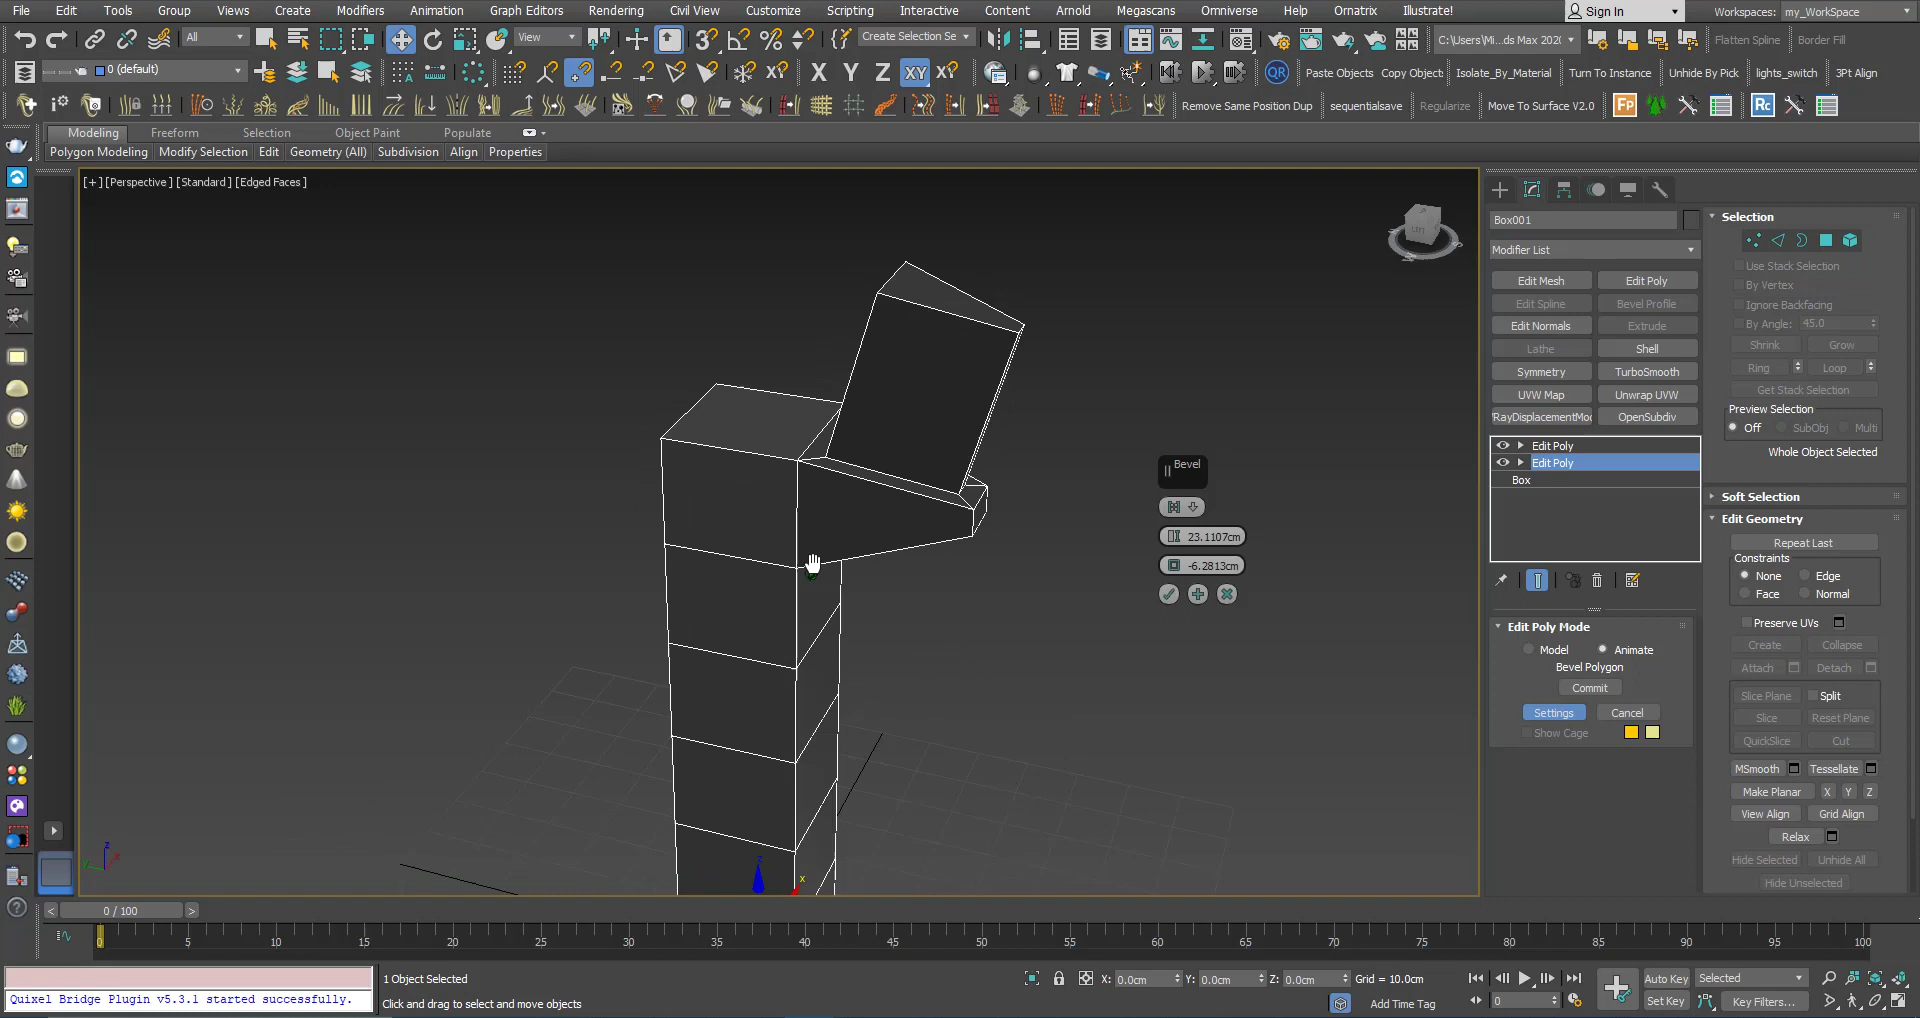 File Edit Tools Group Views Create Modifiers Animation Graph Editors Rendering Civil View Customize Scripting Interactive Content Arnold Megascans Omniverse Help Ornatrix Illustrate! Sign In Workspaces: my_WorkSpace
All View Create Selection Se C:\Users\Mi...ds Max 202( Flatten Spline Border Fill
0 (default) X Y Z XY XY QR Paste Objects Copy Object Isolate_By_Material Turn To Instance Unhide By Pick lights_switch 3Pt Align
Remove Same Position Dup sequentialsave Regularize Move To Surface V2.0 Fp Rc
Modeling Freeform Selection Object Paint Populate
Polygon Modeling Modify Selection Edit Geometry (All) Subdivision Align Properties
[+] [Perspective ] [Standard ] [Edged Faces ]
Bevel
23.1107cm
-6.2813cm
Box001
Modifier List
Edit Mesh Edit Poly
Edit Spline Bevel Profile
Edit Normals Extrude
Lathe Shell
Symmetry TurboSmooth
UVW Map Unwrap UVW
'RayDisplacementMod OpenSubdiv
Edit Poly
Edit Poly
Box
Edit Poly Mode
Model Animate
Bevel Polygon
Commit
Settings Cancel
Show Cage
Selection
Use Stack Selection
By Vertex
Ignore Backfacing
By Angle: 45.0
Shrink Grow
Ring Loop
Get Stack Selection
Preview Selection
Off SubObj Multi
Whole Object Selected
Soft Selection
Edit Geometry
Repeat Last
Constraints
None Edge
Face Normal
Preserve UVs
Create Collapse
Attach Detach
Slice Plane Split
Slice Reset Plane
QuickSlice Cut
MSmooth Tessellate
Make Planar X Y Z
View Align Grid Align
Relax
Hide Selected Unhide All
Hide Unselected
z x
z x
< 0 / 100 >
0 5 10 15 20 25 30 35 40 45 50 55 60 65 70 75 80 85 90 95 100
1 Object Selected X: 0.0cm Y: 0.0cm Z: 0.0cm Grid = 10.0cm Auto Key Selected
Quixel Bridge Plugin v5.3.1 started successfully. Click and drag to select and move objects Add Time Tag 0 Set Key Key Filters...